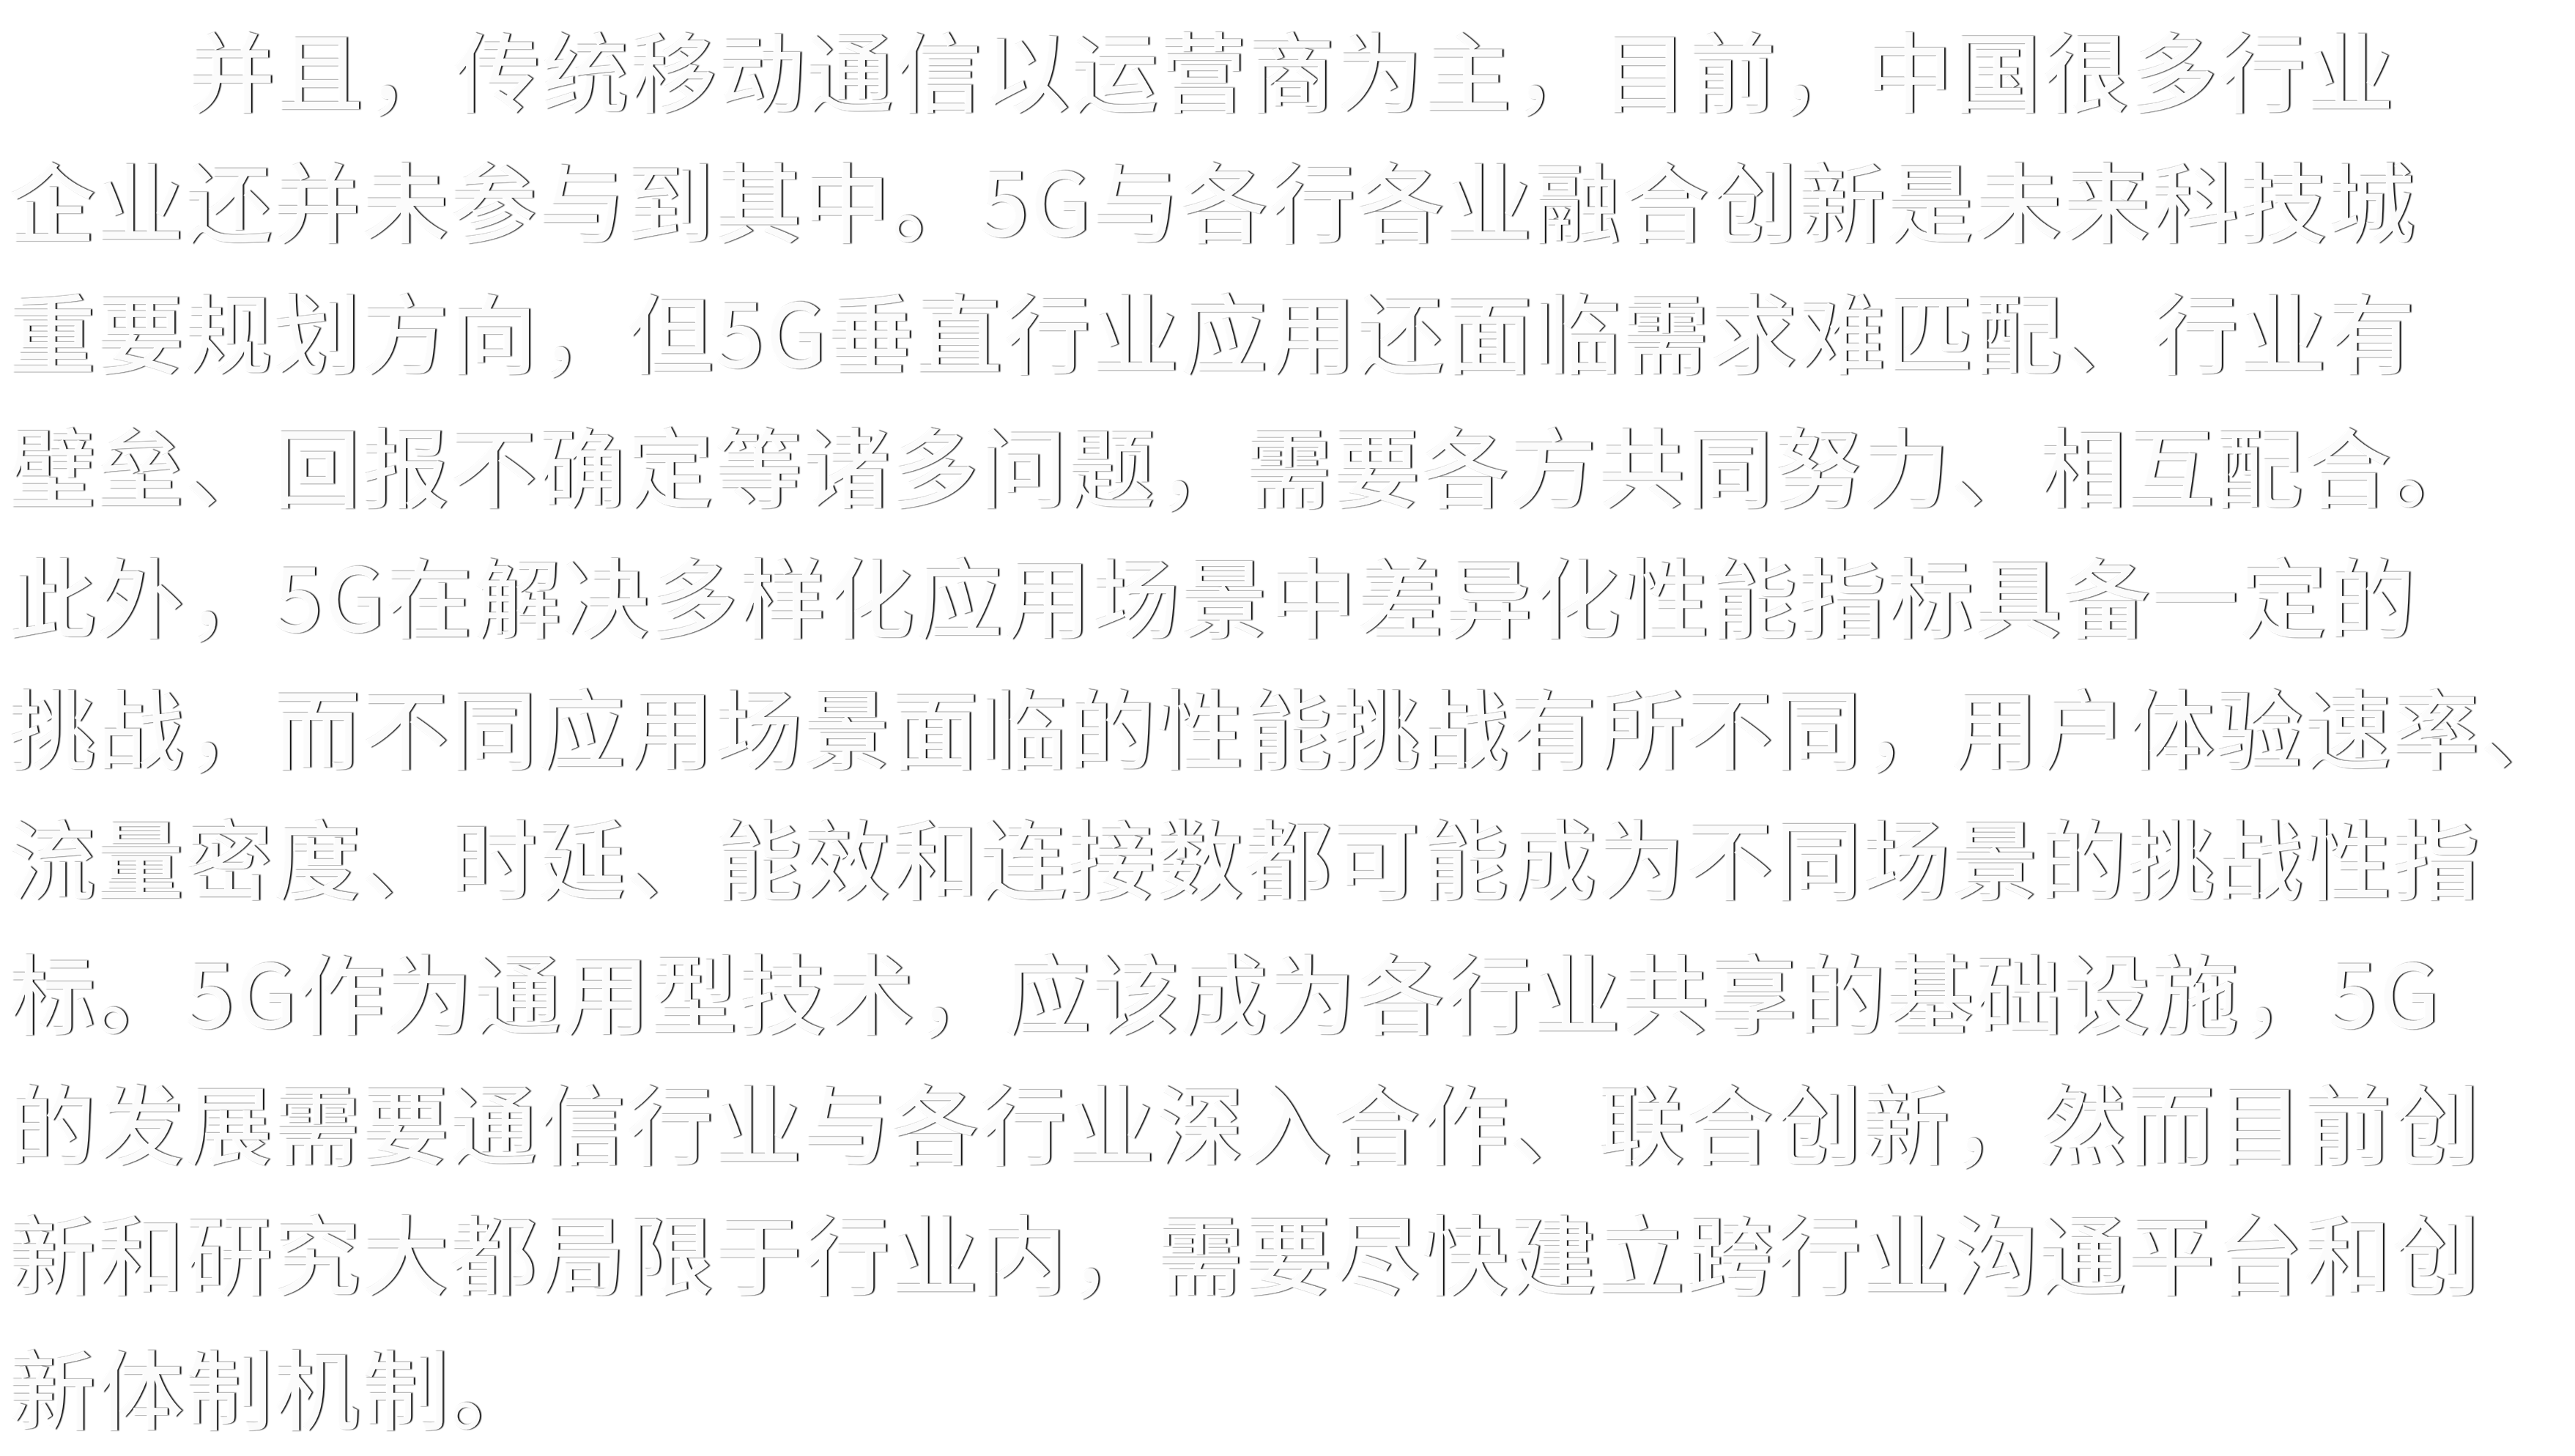 并且，传统移动通信以运营商为主，目前，中国很多行业
企业还并未参与到其中。5G与各行各业融合创新是未来科技城
重要规划方向，但5G垂直行业应用还面临需求难匹配、行业有
壁垒、回报不确定等诸多问题，需要各方共同努力、相互配合。
此外，5G在解决多样化应用场景中差异化性能指标具备一定的
挑战，而不同应用场景面临的性能挑战有所不同，用户体验速率、
流量密度、时延、能效和连接数都可能成为不同场景的挑战性指
标。5G作为通用型技术，应该成为各行业共享的基础设施，5G
的发展需要通信行业与各行业深入合作、联合创新，然而目前创
新和研究大都局限于行业内，需要尽快建立跨行业沟通平台和创
新体制机制。